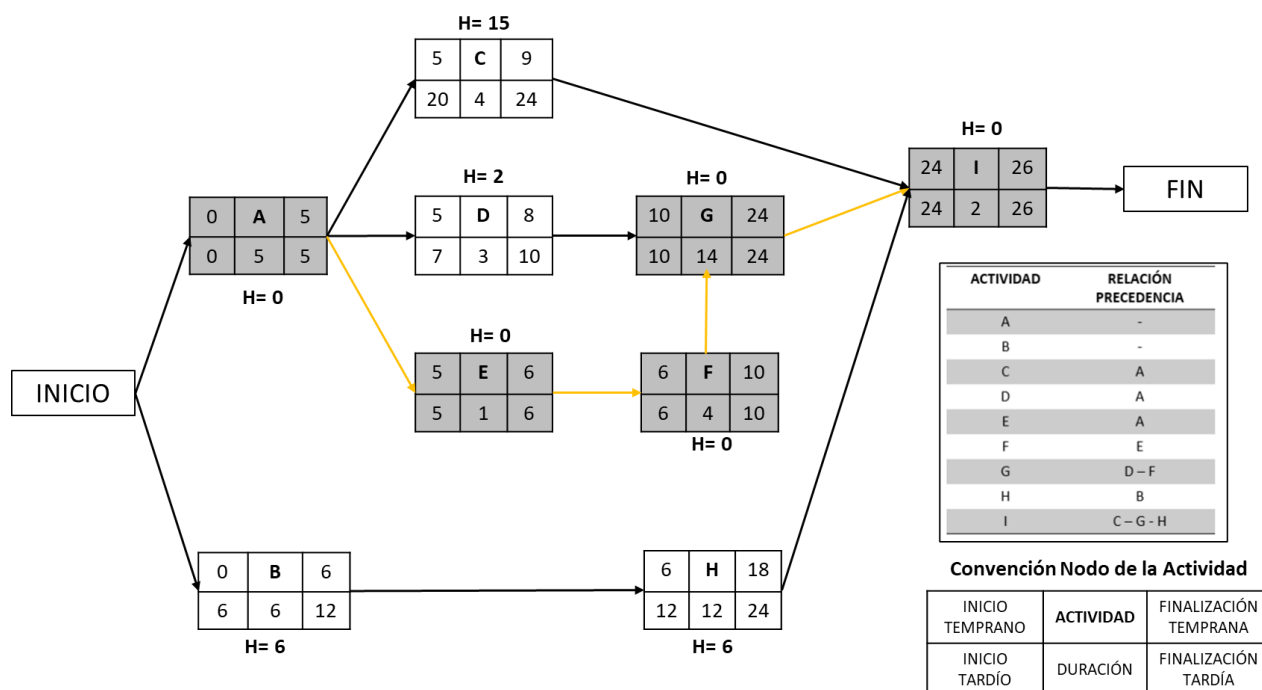 H= 15
5 C 9
20 4 24
H= 2
5 D 8
7 3 10
H= 0
10 G 24
10 14 24
H= 0
24 I 26
24 2 26
FIN
0 A 5
0 5 5
H= 0
H= 0
5 E 6
5 1 6
6 F 10
6 4 10
H= 0
INICIO
0 B 6
6 6 12
H= 6
6 H 18
12 12 24
H= 6
ACTIVIDAD RELACIÓN
PRECEDENCIA
A -
B -
C A
D A
E A
F E
G D – F
H B
I C – G - H
Convención Nodo de la Actividad
INICIO TEMPRANO ACTIVIDAD FINALIZACIÓN TEMPRANA
INICIO TARDÍO DURACIÓN FINALIZACIÓN TARDÍA